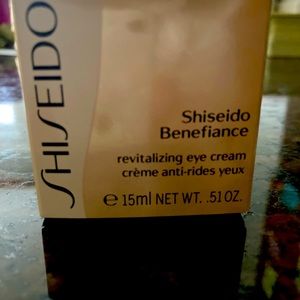 SHISEIDO
Shiseido
Benefiance
revitalizing eye cream
crème anti-rides yeux
℮ 15ml NET WT. .51 OZ.